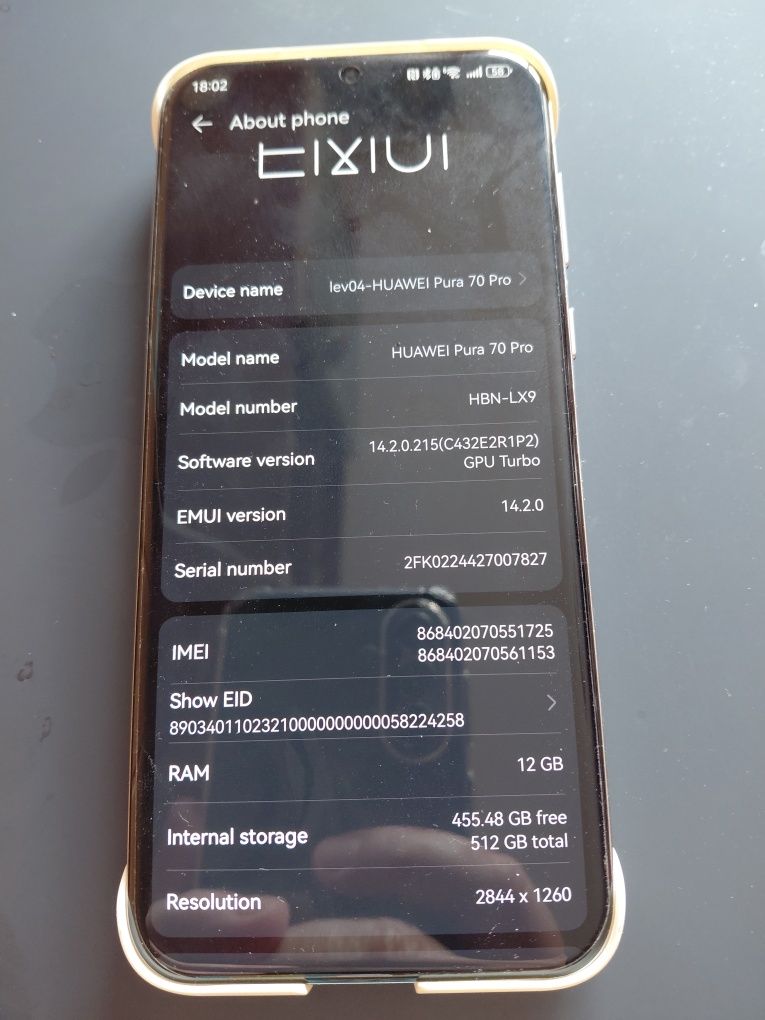 18:02
58
About phone
EMUI
Device name
lev04-HUAWEI Pura 70 Pro
Model name
HUAWEI Pura 70 Pro
Model number
HBN-LX9
Software version
14.2.0.215(C432E2R1P2)
GPU Turbo
EMUI version
14.2.0
Serial number
2FK0224427007827
IMEI
868402070551725
868402070561153
Show EID
89034011023210000000000058224258
RAM
12 GB
Internal storage
455.48 GB free
512 GB total
Resolution
2844 x 1260